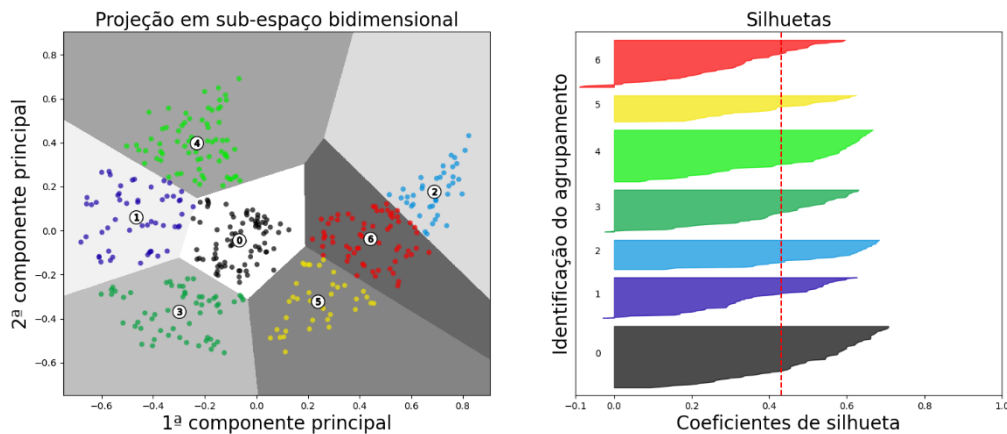 Projeção em sub-espaço bidimensional
2ª componente principal
0.8
0.6
0.4
0.2
0.0
−0.2
−0.4
−0.6
4
1
2
0
6
3
5
−0.6 −0.4 −0.2 0.0 0.2 0.4 0.6 0.8
1ª componente principal
Silhuetas
Identificação do agrupamento
6
5
4
3
2
1
0
−0.1 0.0 0.2 0.4 0.6 0.8 1.0
Coeficientes de silhueta